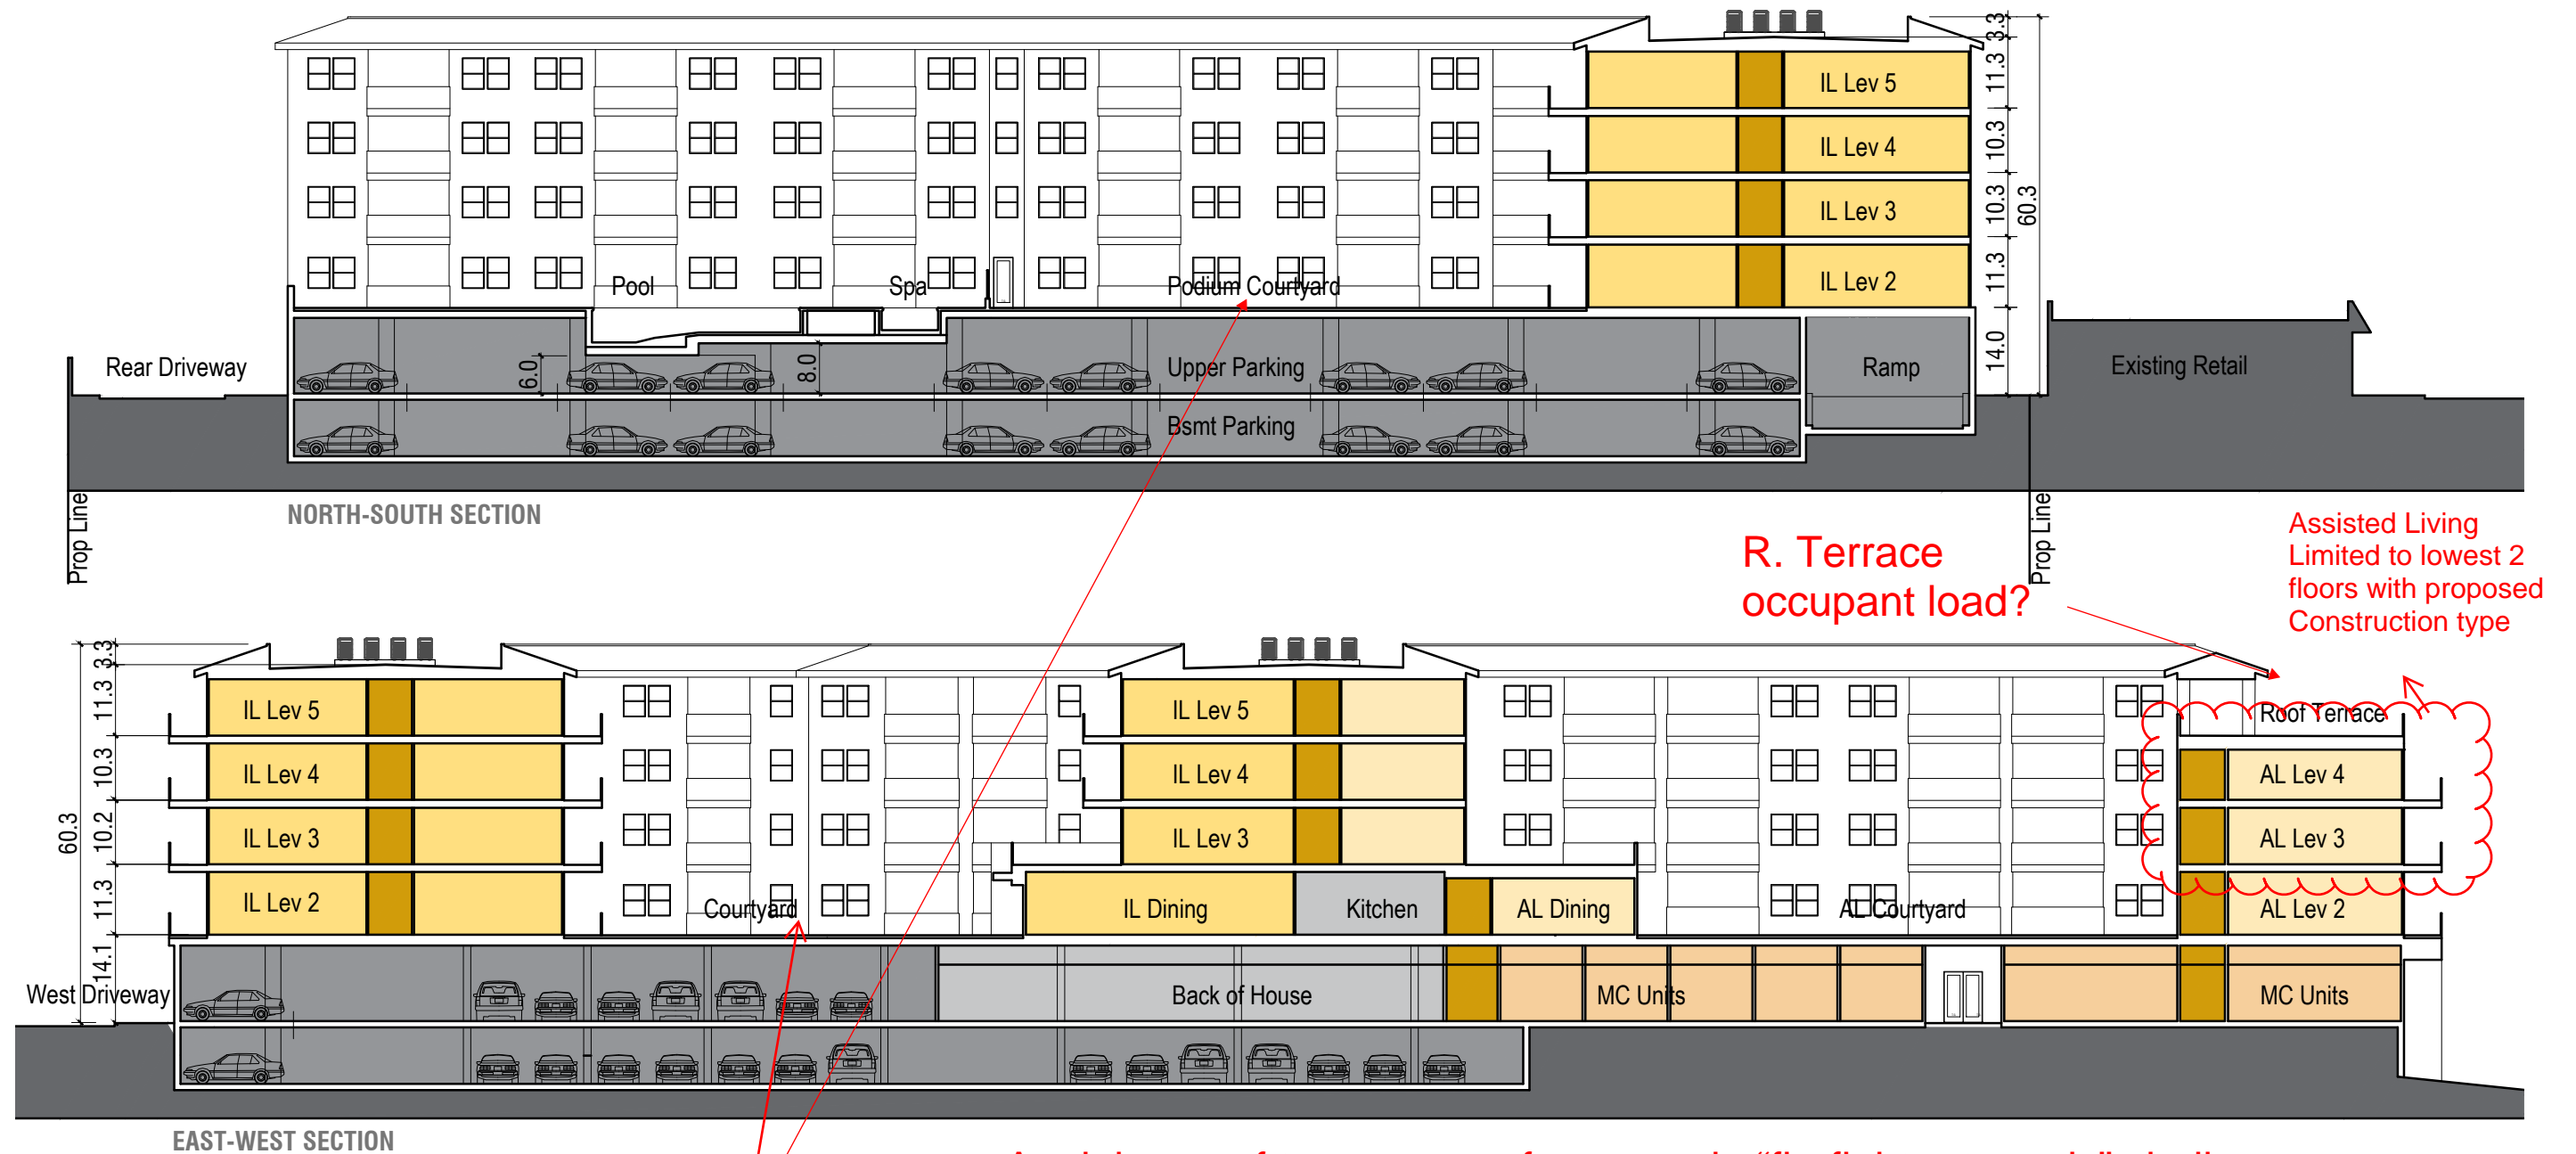 3.3
11.3
IL Lev 5
10.3
IL Lev 4
10.3
60.3
IL Lev 3
11.3
IL Lev 2
Pool
Spa
Podium Courtyard
14.0
Rear Driveway
6.0
8.0
Upper Parking
Ramp
Existing Retail
Bsmt Parking
Prop Line
NORTH-SOUTH SECTION
Prop Line
R. Terrace
occupant load?
Assisted Living
Limited to lowest 2
floors with proposed
Construction type
3.3
11.3
IL Lev 5
IL Lev 5
Roof Terrace
10.3
IL Lev 4
IL Lev 4
AL Lev 4
60.3
10.2
IL Lev 3
IL Lev 3
AL Lev 3
11.3
IL Lev 2
Courtyard
IL Dining
Kitchen
AL Dining
AL Courtyard
AL Lev 2
14.1
West Driveway
Back of House
MC Units
MC Units
EAST-WEST SECTION